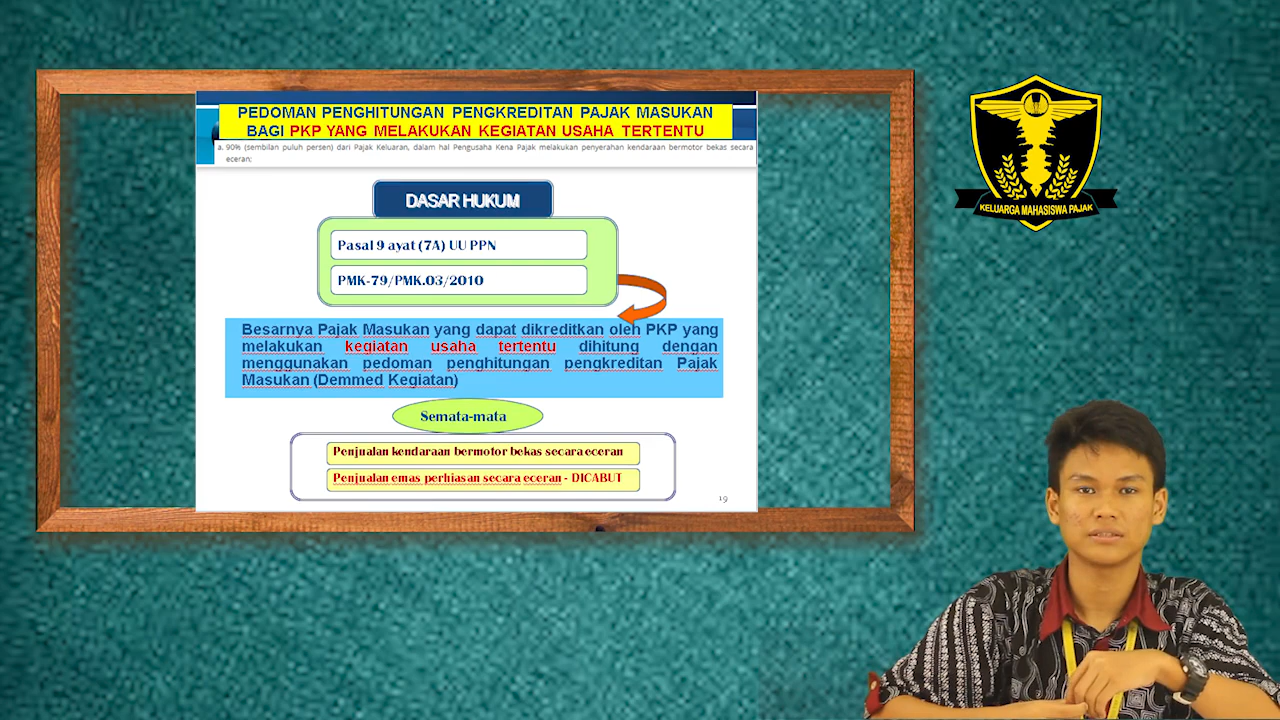 PEDOMAN PENGHITUNGAN PENGKREDITAN PAJAK MASUKAN
BAGI PKP YANG MELAKUKAN KEGIATAN USAHA TERTENTU
a. 90% (sembilan puluh persen) dari Pajak Keluaran, dalam hal Pengusaha Kena Pajak melakukan penyerahan kendaraan bermotor bekas secara
eceran;
DASAR HUKUM
Pasal 9 ayat (7A) UU PPN
PMK-79/PMK.03/2010
Besarnya Pajak Masukan yang dapat dikreditkan oleh PKP yang
melakukan kegiatan usaha tertentu dihitung dengan
menggunakan pedoman penghitungan pengkreditan Pajak
Masukan (Demmed Kegiatan)
Semata-mata
Penjualan kendaraan bermotor bekas secara eceran
Penjualan emas perhiasan secara eceran - DICABUT
19
KELUARGA MAHASISWA PAJAK